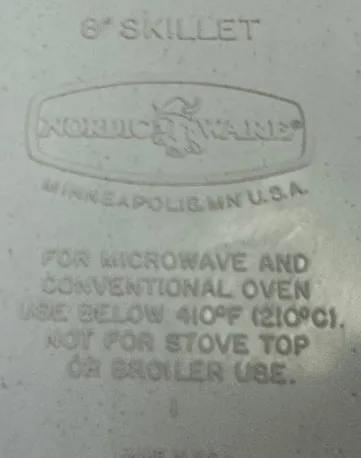 8" SKILLET
NORDIC WARE®
MINNEAPOLIS, MN U.S.A.
FOR MICROWAVE AND
CONVENTIONAL OVEN
USE BELOW 410°F (210°C).
NOT FOR STOVE TOP
OR BROILER USE.
1